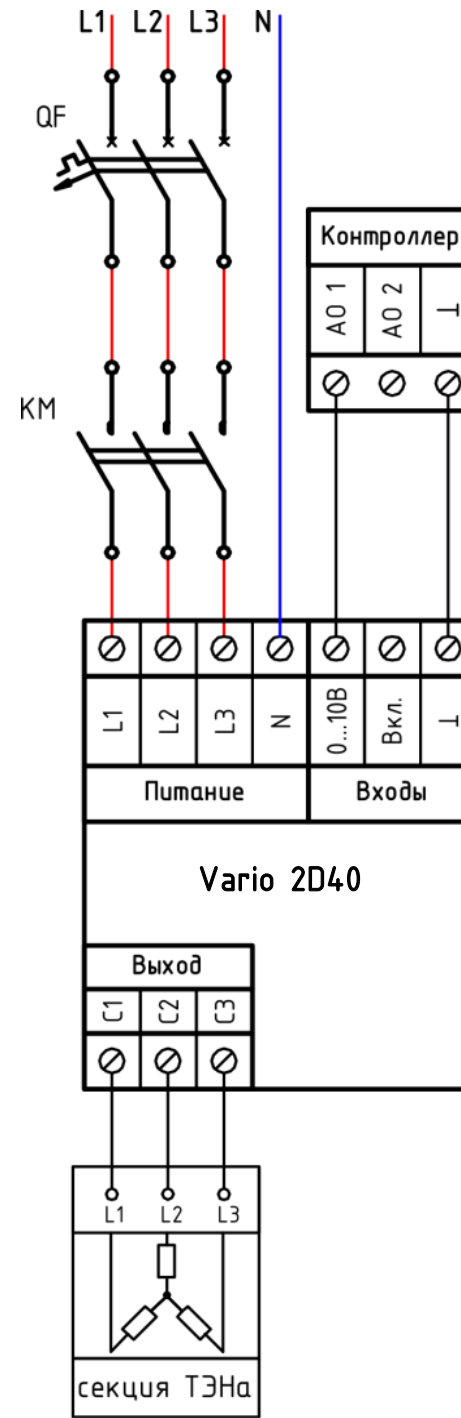 L1 L2 L3 N
QF
Контроллер
AO 1 AO 2 ⊥
KM
L1 L2 L3 N 0...10В Вкл. ⊥
Питание Входы
Vario 2D40
Выход
C1 C2 C3
L1 L2 L3
секция ТЭНа